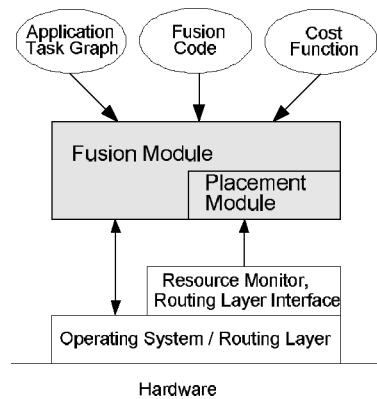 Application
Task Graph
Fusion
Code
Cost
Function
Fusion Module
Placement
Module
Resource Monitor,
Routing Layer Interface
Operating System / Routing Layer
Hardware